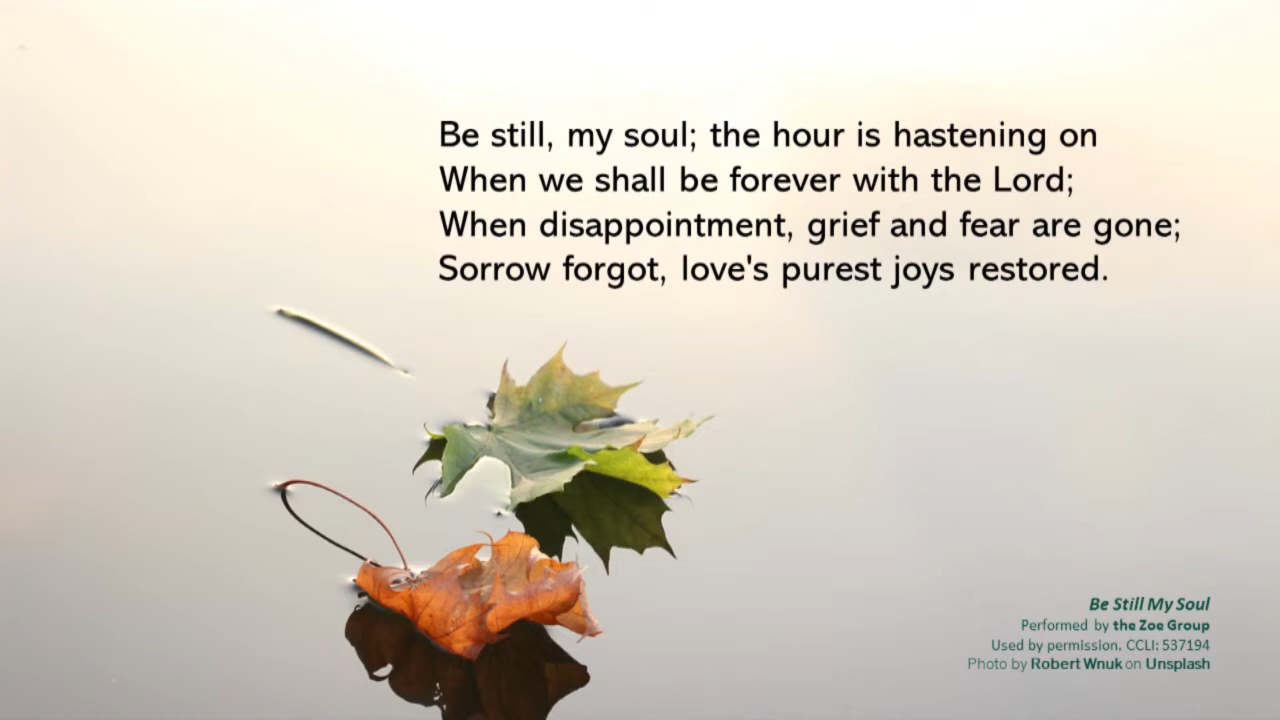 Be still, my soul; the hour is hastening on
When we shall be forever with the Lord;
When disappointment, grief and fear are gone;
Sorrow forgot, love's purest joys restored.
Be Still My Soul
Performed by the Zoe Group
Used by permission. CCLI: 537194
Photo by Robert Wnuk on Unsplash